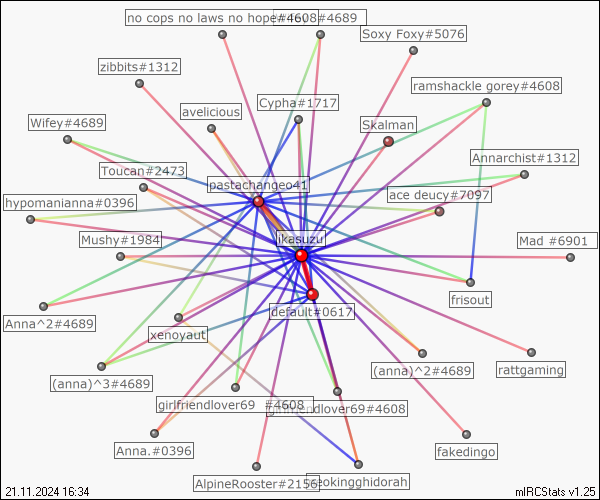 no cops no laws no hope
#4608#4689
Soxy Foxy#5076
zibbits#1312
ramshackle gorey#4608
avelicious
Cypha#1717
Wifey#4689
Skalman
Annarchist#1312
Toucan#2473
pastachangeo41
ace deucy#7097
hypomanianna#0396
Mushy#1984
ikasuzu
Mad #6901
frisout
default#0617
Anna^2#4689
xenoyaut
(anna)^3#4689
(anna)^2#4689
rattgaming
girlfriendlover69 #4608
friendlover69#4608
Anna.#0396
fakedingo
AlpineRooster#2156
eokingghidorah
21.11.2024 16:34
mIRCStats v1.25